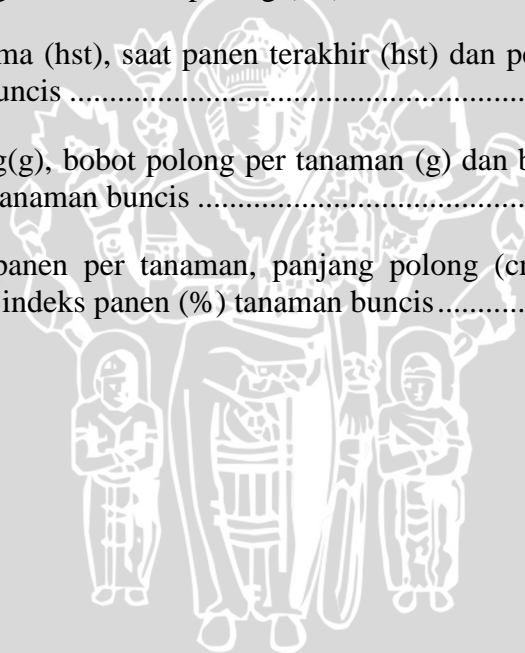 ma (hst), saat panen terakhir (hst) dan pe
uncis ..........................................................
g(g), bobot polong per tanaman (g) dan b
anaman buncis ..........................................
panen per tanaman, panjang polong (cm
indeks panen (%) tanaman buncis...........